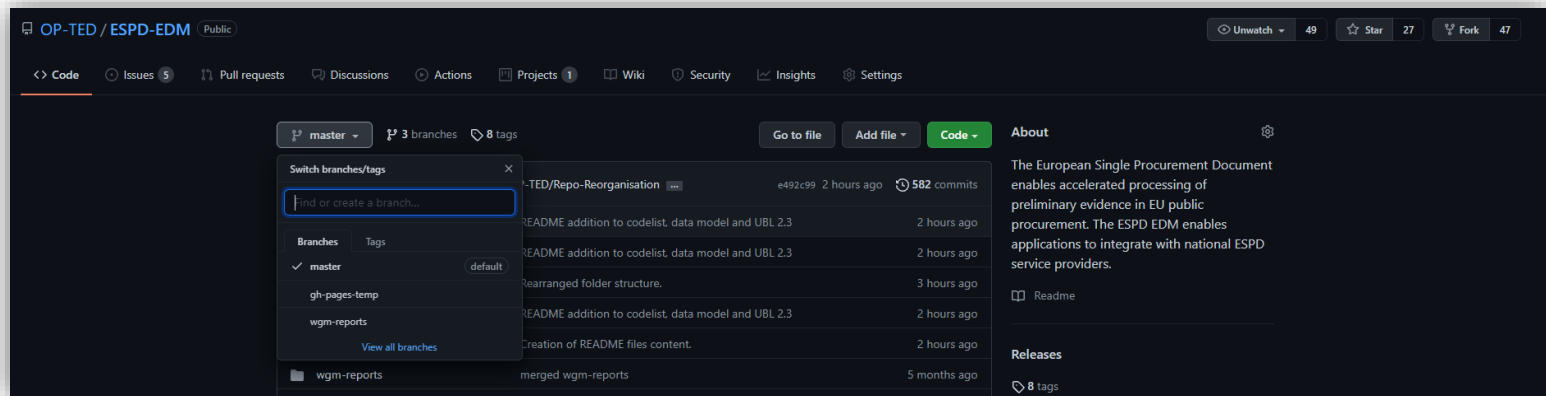 OP-TED / ESPD-EDM Public
Unwatch 49 Star 27 Fork 47
Code Issues 5 Pull requests Discussions Actions Projects 1 Wiki Security Insights Settings
master 3 branches 8 tags Go to file Add file Code
Switch branches/tags
Find or create a branch...
Branches Tags
master default
gh-pages-temp
wgm-reports
View all branches
-TED/Repo-Reorganisation ... e492c99 2 hours ago 582 commits
README addition to codelist, data model and UBL 2.3 2 hours ago
README addition to codelist, data model and UBL 2.3 2 hours ago
Rearranged folder structure. 3 hours ago
README addition to codelist, data model and UBL 2.3 2 hours ago
Creation of README files content. 2 hours ago
wgm-reports merged wgm-reports 5 months ago
About
The European Single Procurement Document
enables accelerated processing of
preliminary evidence in EU public
procurement. The ESPD EDM enables
applications to integrate with national ESPD
service providers.
Readme
Releases
8 tags